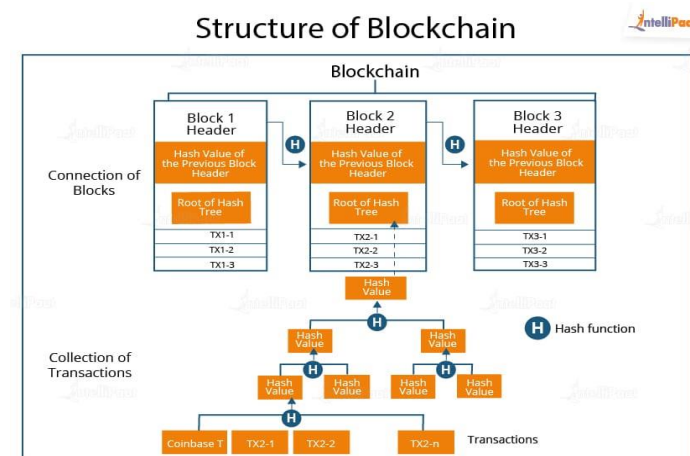 Structure of Blockchain
IntelliPaat
Blockchain
Block 1
Header
Hash Value of
the Previous Block
Header
Root of Hash
Tree
TX1-1
TX1-2
TX1-3
H
Block 2
Header
Hash Value of
the Previous Block
Header
Root of Hash
Tree
TX2-1
TX2-2
TX2-3
H
Block 3
Header
Hash Value of
the Previous Block
Header
Root of Hash
Tree
TX3-1
TX3-2
TX3-3
Connection of
Blocks
Hash
Value
H
H Hash function
Hash
Value
Hash
Value
Collection of
Transactions
H
H
Hash
Value
Hash
Value
Hash
Value
Hash
Value
H
Coinbase T
TX2-1
TX2-2
TX2-n
Transactions